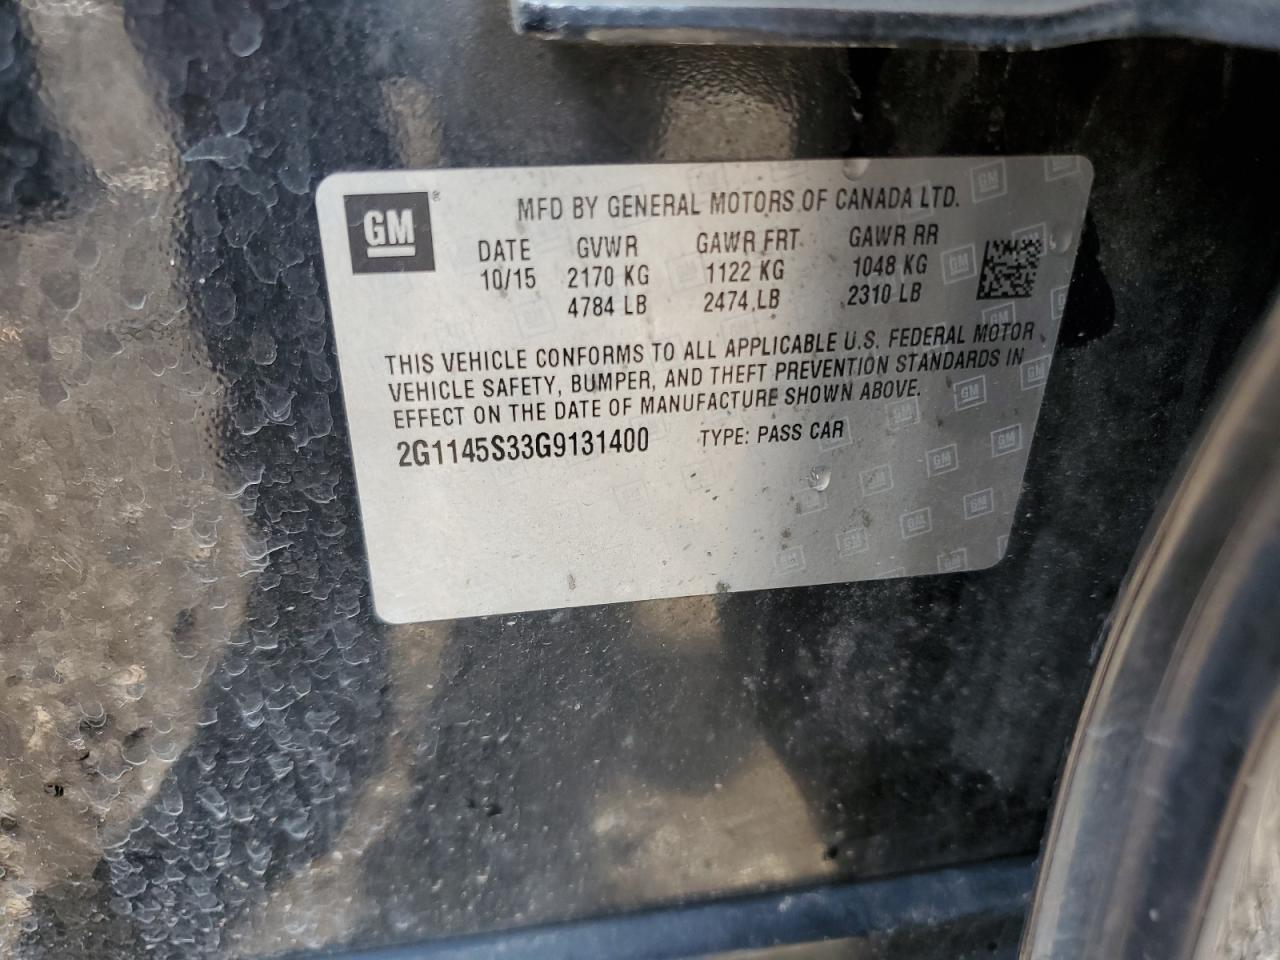 GM®
MFD BY GENERAL MOTORS OF CANADA LTD.
DATE GVWR GAWR FRT GAWR RR
10/15 2170 KG 1122 KG 1048 KG
4784 LB 2474 LB 2310 LB
THIS VEHICLE CONFORMS TO ALL APPLICABLE U.S. FEDERAL MOTOR
VEHICLE SAFETY, BUMPER, AND THEFT PREVENTION STANDARDS IN
EFFECT ON THE DATE OF MANUFACTURE SHOWN ABOVE.
2G1145S33G9131400 TYPE: PASS CAR